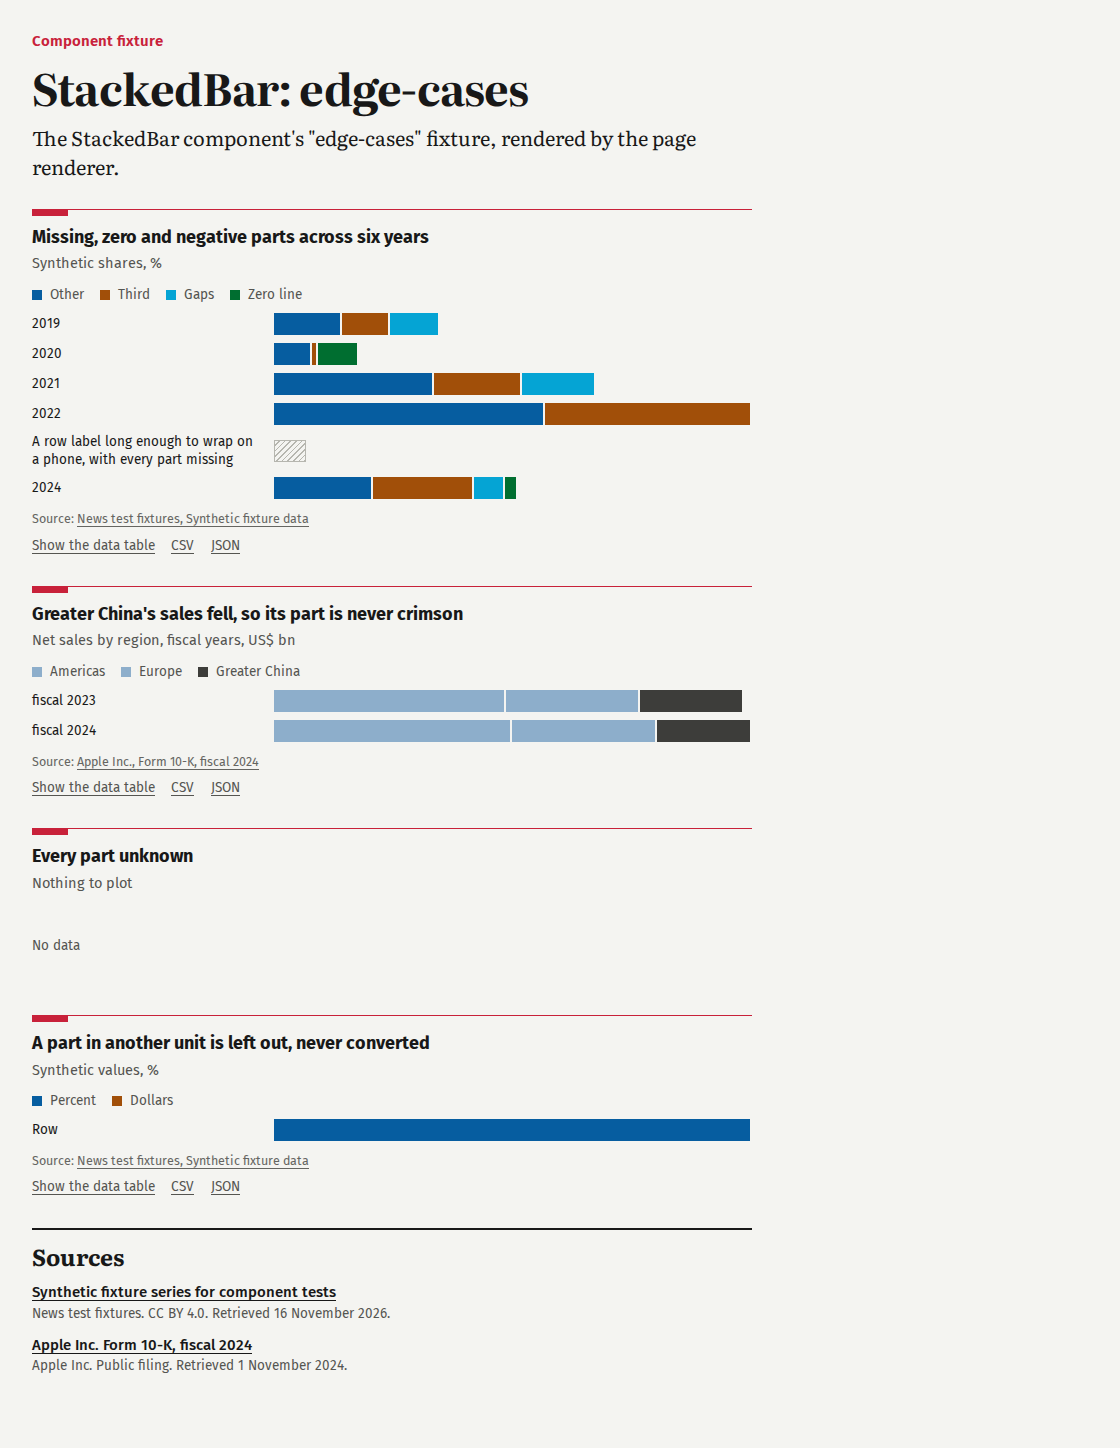 Component fixture
StackedBar: edge-cases
The StackedBar component's "edge-cases" fixture, rendered by the page
renderer.
Missing, zero and negative parts across six years
Synthetic shares, %
Other Third Gaps Zero line
2019
2020
2021
2022
A row label long enough to wrap on
a phone, with every part missing
2024
Source: News test fixtures, Synthetic fixture data
Show the data table CSV JSON
Greater China's sales fell, so its part is never crimson
Net sales by region, fiscal years, US$ bn
Americas Europe Greater China
fiscal 2023
fiscal 2024
Source: Apple Inc., Form 10-K, fiscal 2024
Show the data table CSV JSON
Every part unknown
Nothing to plot
No data
A part in another unit is left out, never converted
Synthetic values, %
Percent Dollars
Row
Source: News test fixtures, Synthetic fixture data
Show the data table CSV JSON
Sources
Synthetic fixture series for component tests
News test fixtures. CC BY 4.0. Retrieved 16 November 2026.
Apple Inc. Form 10-K, fiscal 2024
Apple Inc. Public filing. Retrieved 1 November 2024.